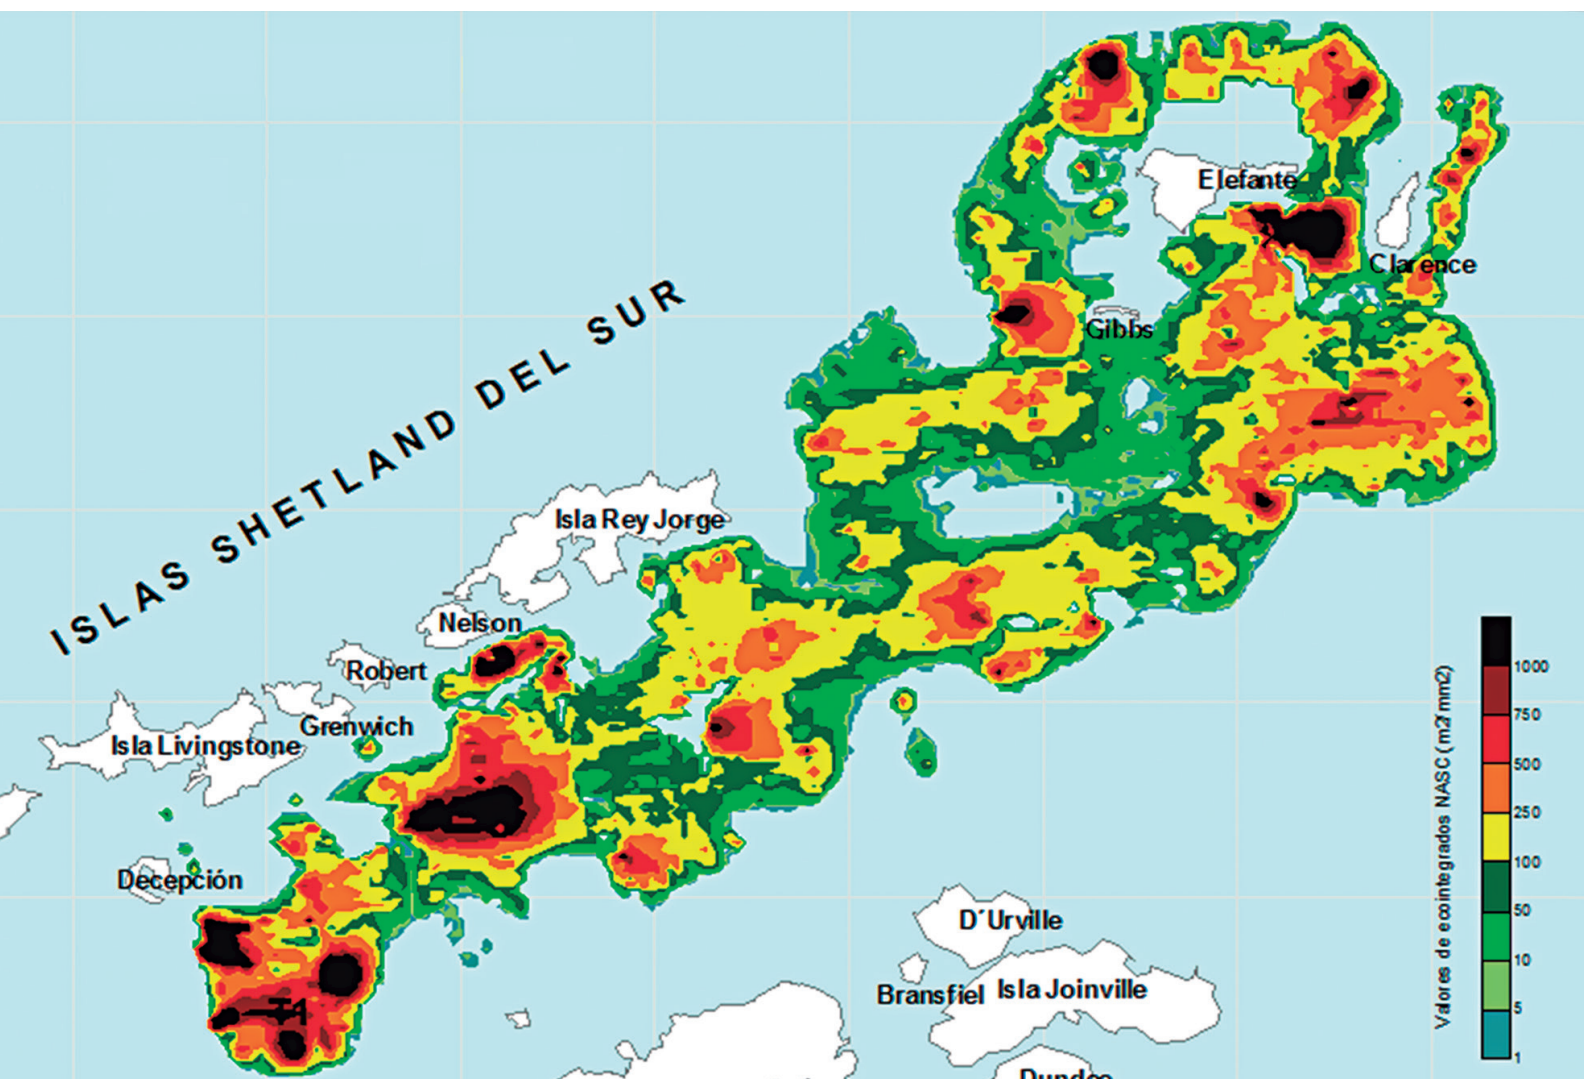 Elefante
Clarence
Gibbs
ISLAS SHETLAND DEL SUR
Isla Rey Jorge
Nelson
Robert
Grenwich
Isla Livingstone
Decepción
D´Urville
Bransfiel
Isla Joinville
Valores de ecointegrados NASC (m2/mm2)
1000
750
500
250
100
50
10
5
1